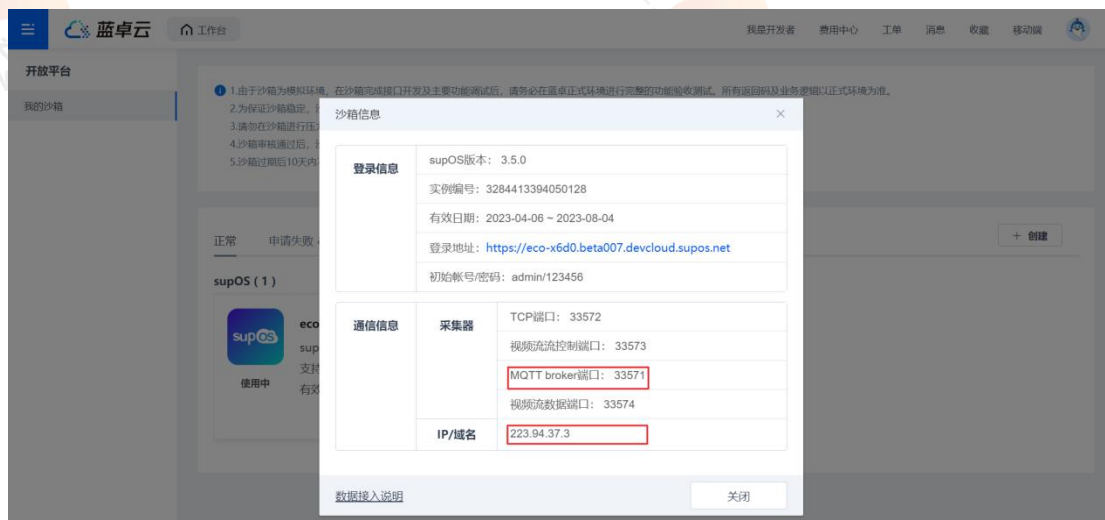 蓝卓云
工作台
我是开发者
费用中心
工单
消息
收藏
移动端
开放平台
我的沙箱
1.由于沙箱为模拟环境，在沙箱完成接口开发及主要功能调试后，请务必在蓝卓正式环境进行完整的功能验收测试。所有返回码及业务逻辑以正式环境为准。
2.为保证沙箱稳定，
3.请勿在沙箱进行压
4.沙箱审核通过后，
5.沙箱过期后10天内
正常
申请失败
+ 创建
supOS ( 1 )
supOS
使用中
eco
sup
支持
有效
沙箱信息
登录信息
supOS版本： 3.5.0
实例编号：3284413394050128
有效日期：2023-04-06 ~ 2023-08-04
登录地址：https://eco-x6d0.beta007.devcloud.supos.net
初始帐号/密码：admin/123456
通信信息
采集器
TCP端口： 33572
视频流流控制端口： 33573
MQTT broker端口： 33571
视频流数据端口： 33574
IP/域名
223.94.37.3
数据接入说明
关闭